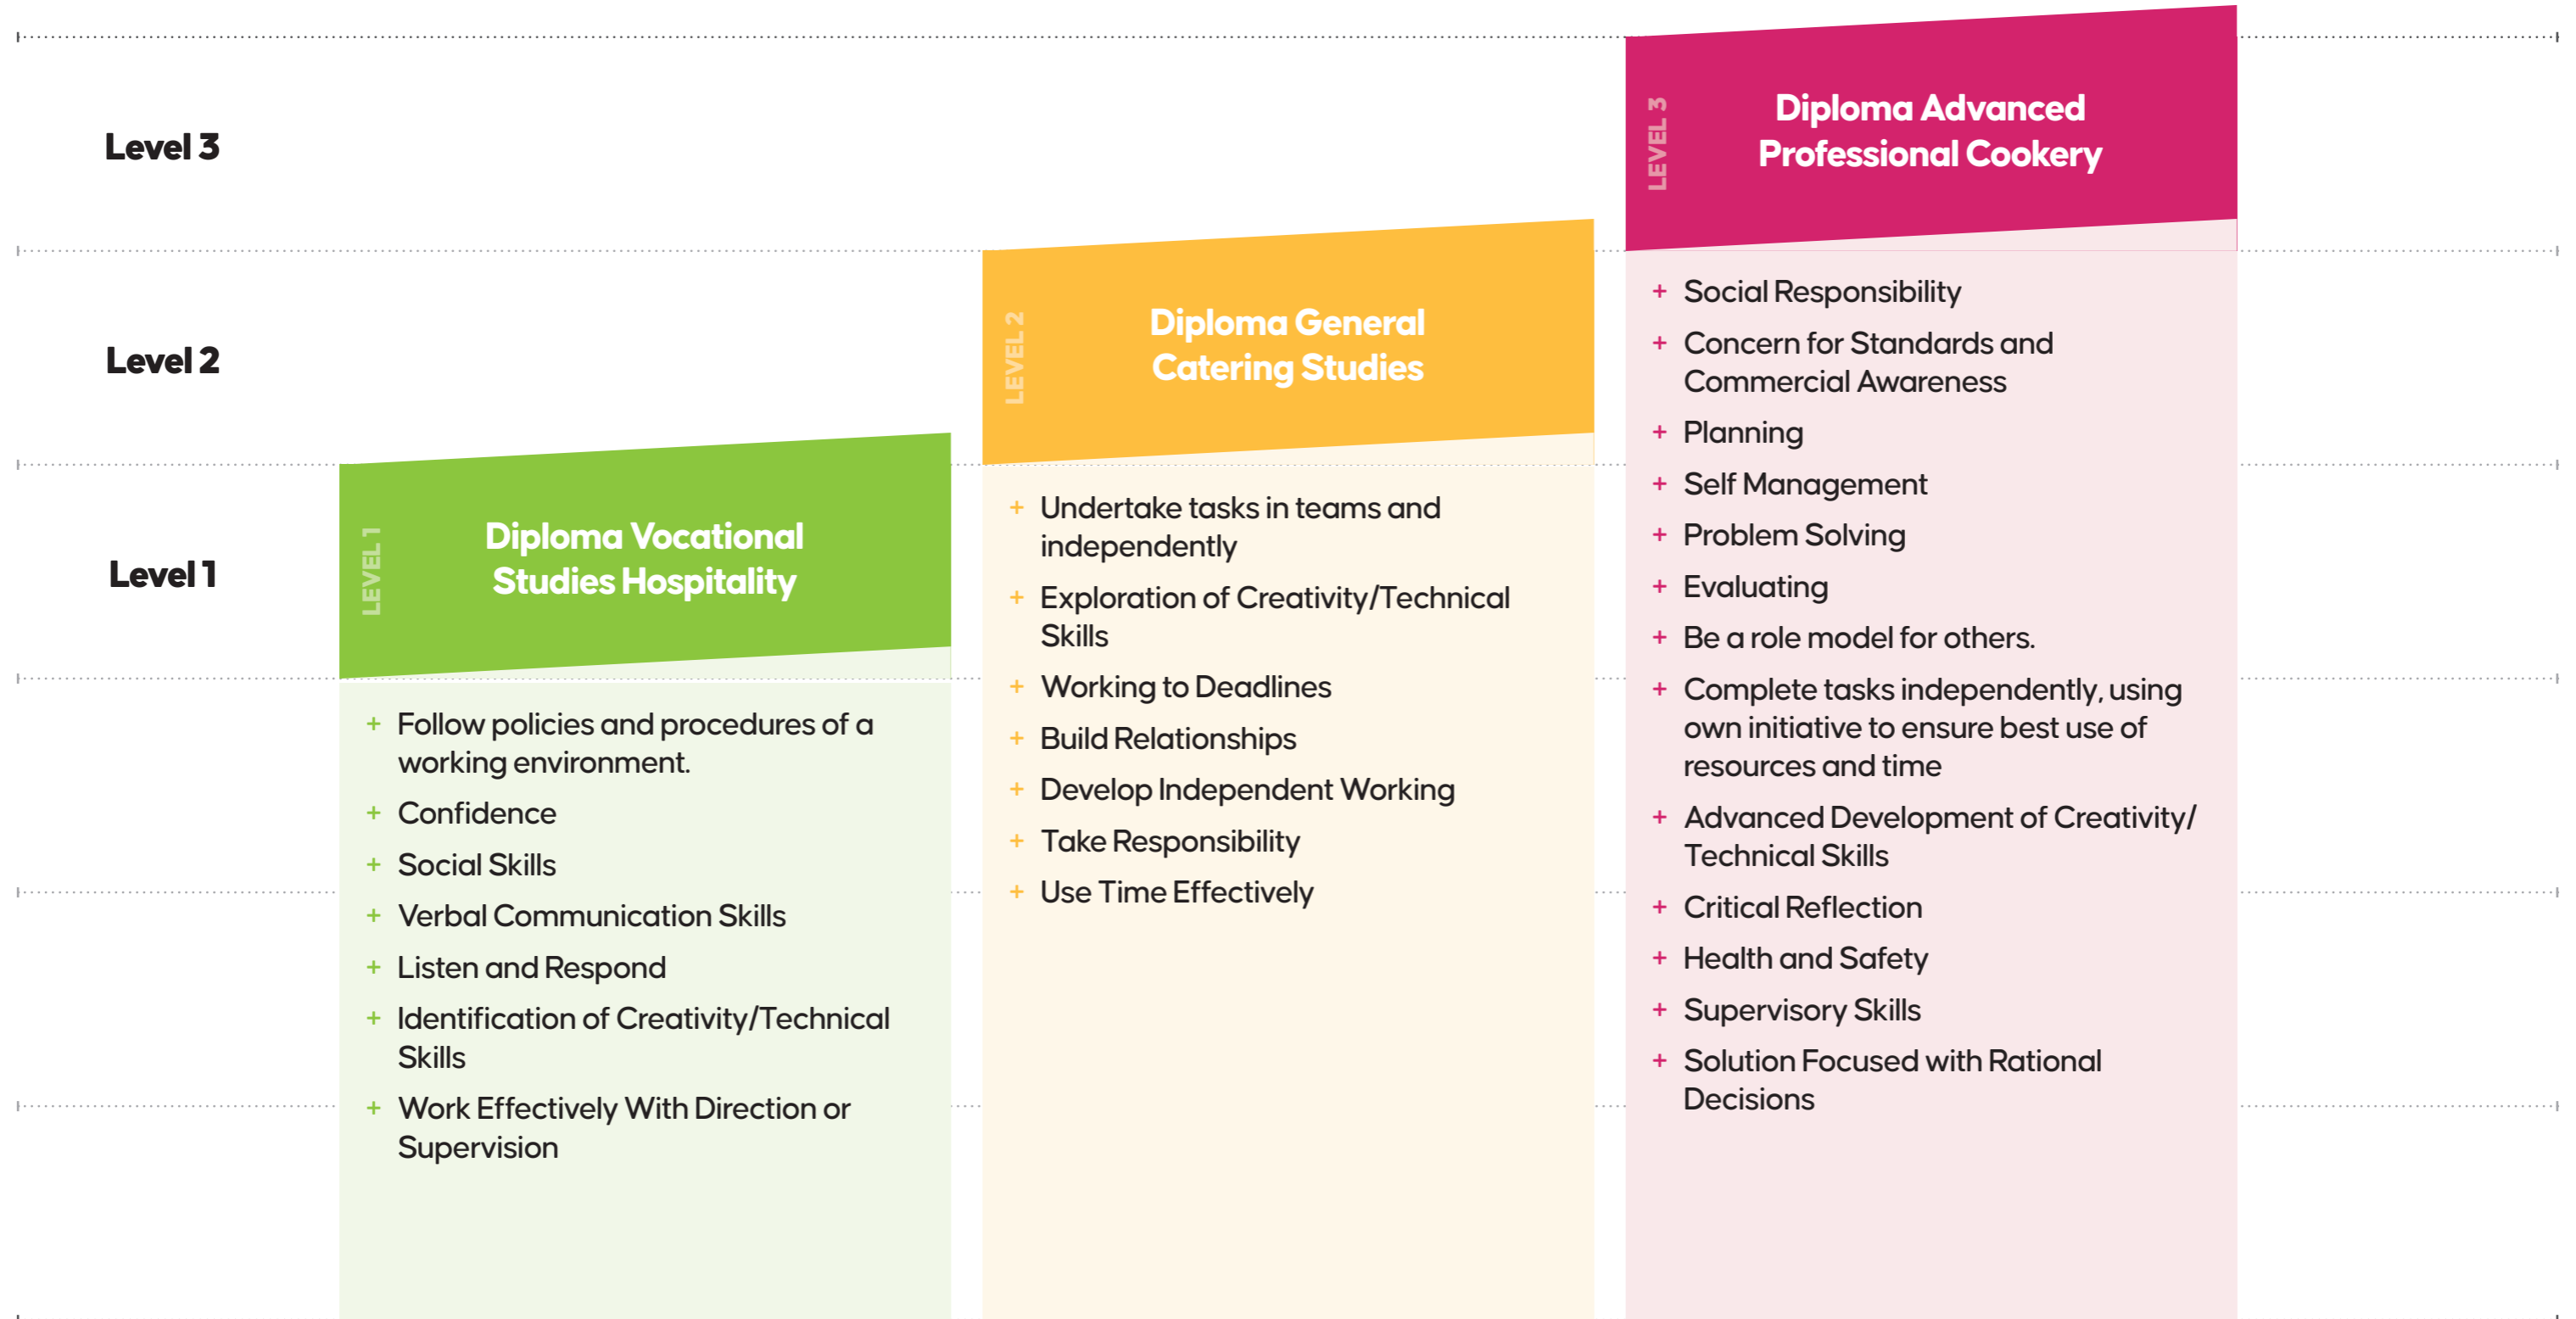 Level 3
LEVEL 3
Diploma Advanced
Professional Cookery
Level 2
LEVEL 2
Diploma General
Catering Studies
Level 1
LEVEL 1
Diploma Vocational
Studies Hospitality
+ Follow policies and procedures of a
working environment.
+ Confidence
+ Social Skills
+ Verbal Communication Skills
+ Listen and Respond
+ Identification of Creativity/Technical
Skills
+ Work Effectively With Direction or
Supervision
+ Undertake tasks in teams and
independently
+ Exploration of Creativity/Technical
Skills
+ Working to Deadlines
+ Build Relationships
+ Develop Independent Working
+ Take Responsibility
+ Use Time Effectively
+ Social Responsibility
+ Concern for Standards and
Commercial Awareness
+ Planning
+ Self Management
+ Problem Solving
+ Evaluating
+ Be a role model for others.
+ Complete tasks independently, using
own initiative to ensure best use of
resources and time
+ Advanced Development of Creativity/
Technical Skills
+ Critical Reflection
+ Health and Safety
+ Supervisory Skills
+ Solution Focused with Rational
Decisions